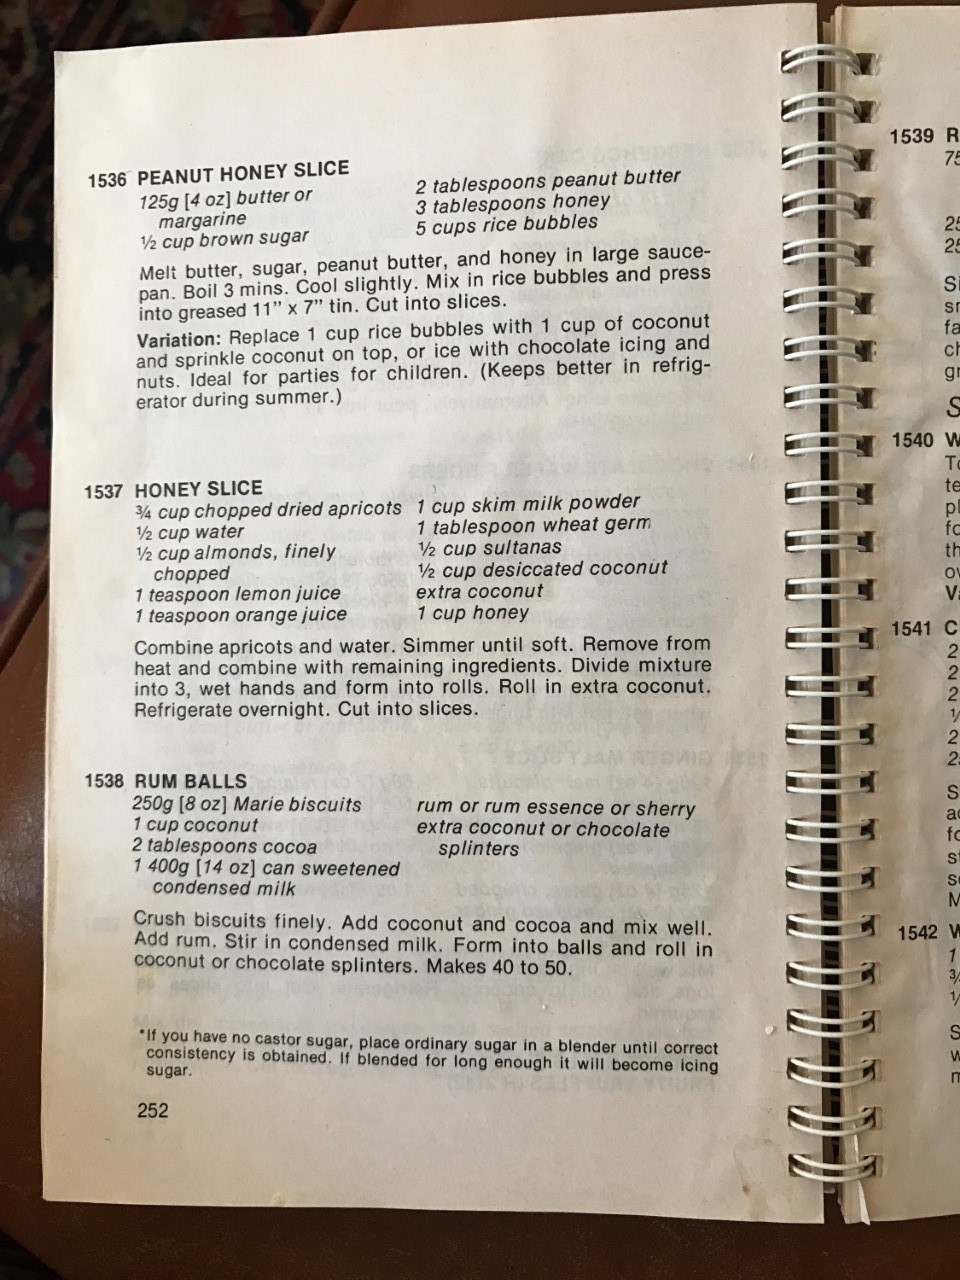 1536 PEANUT HONEY SLICE
125g [4 oz] butter or
margarine
½ cup brown sugar
2 tablespoons peanut butter
3 tablespoons honey
5 cups rice bubbles
Melt butter, sugar, peanut butter, and honey in large sauce-
pan. Boil 3 mins. Cool slightly. Mix in rice bubbles and press
into greased 11" x 7" tin. Cut into slices.
Variation: Replace 1 cup rice bubbles with 1 cup of coconut
and sprinkle coconut on top, or ice with chocolate icing and
nuts. Ideal for parties for children. (Keeps better in refrig-
erator during summer.)
1537 HONEY SLICE
¾ cup chopped dried apricots
½ cup water
½ cup almonds, finely
chopped
1 teaspoon lemon juice
1 teaspoon orange juice
1 cup skim milk powder
1 tablespoon wheat germ
½ cup sultanas
½ cup desiccated coconut
extra coconut
1 cup honey
Combine apricots and water. Simmer until soft. Remove from
heat and combine with remaining ingredients. Divide mixture
into 3, wet hands and form into rolls. Roll in extra coconut.
Refrigerate overnight. Cut into slices.
1538 RUM BALLS
250g [8 oz] Marie biscuits
1 cup coconut
2 tablespoons cocoa
1 400g [14 oz] can sweetened
condensed milk
rum or rum essence or sherry
extra coconut or chocolate
splinters
Crush biscuits finely. Add coconut and cocoa and mix well.
Add rum. Stir in condensed milk. Form into balls and roll in
coconut or chocolate splinters. Makes 40 to 50.
*If you have no castor sugar, place ordinary sugar in a blender until correct
consistency is obtained. If blended for long enough it will become icing
sugar.
252
1539
1540
1541
1542